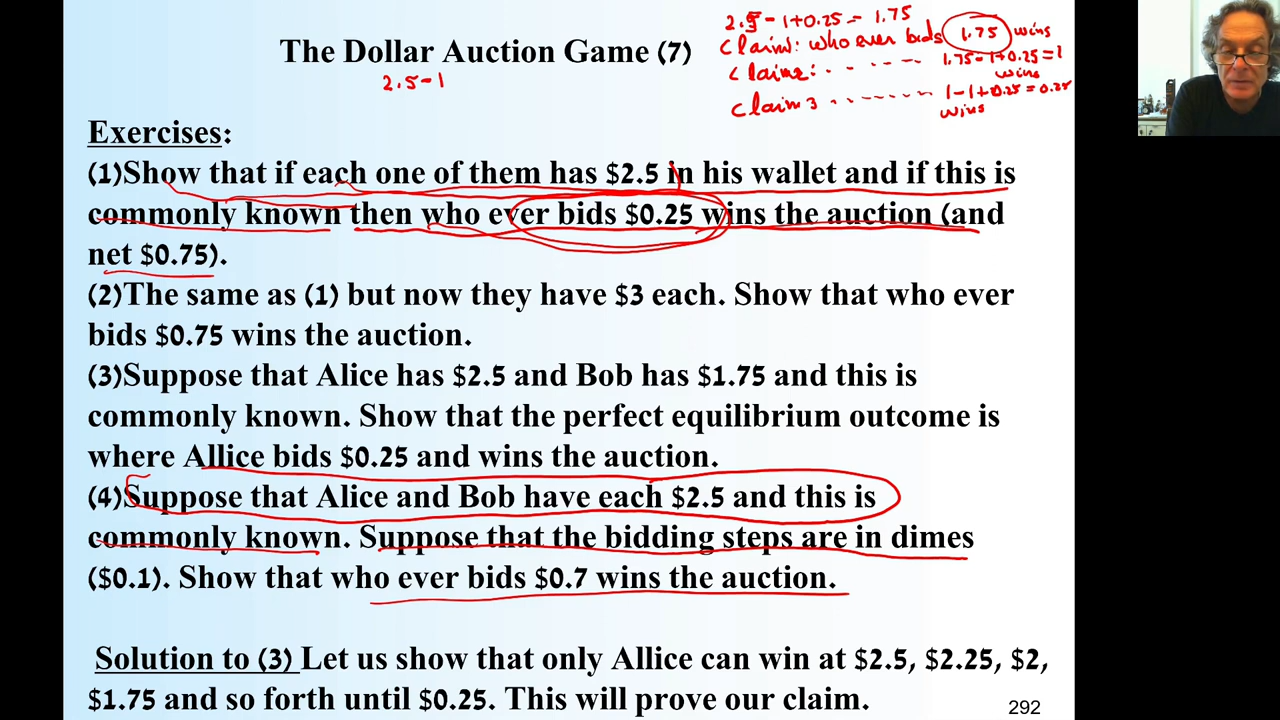 The Dollar Auction Game (7)
2.5-1
2.5-1+0.25= 1.75
Claim1: who ever bids 1.75 wins
Claim2: ........ 1.75-1+0.25=1
wins
Claim 3 ........ 1-1+0.25=0.25
wins
Exercises:
(1)Show that if each one of them has $2.5 in his wallet and if this is
commonly known then who ever bids $0.25 wins the auction (and
net $0.75).
(2)The same as (1) but now they have $3 each. Show that who ever
bids $0.75 wins the auction.
(3)Suppose that Alice has $2.5 and Bob has $1.75 and this is
commonly known. Show that the perfect equilibrium outcome is
where Allice bids $0.25 and wins the auction.
(4)Suppose that Alice and Bob have each $2.5 and this is
commonly known. Suppose that the bidding steps are in dimes
($0.1). Show that who ever bids $0.7 wins the auction.
Solution to (3) Let us show that only Allice can win at $2.5, $2.25, $2,
$1.75 and so forth until $0.25. This will prove our claim.
292